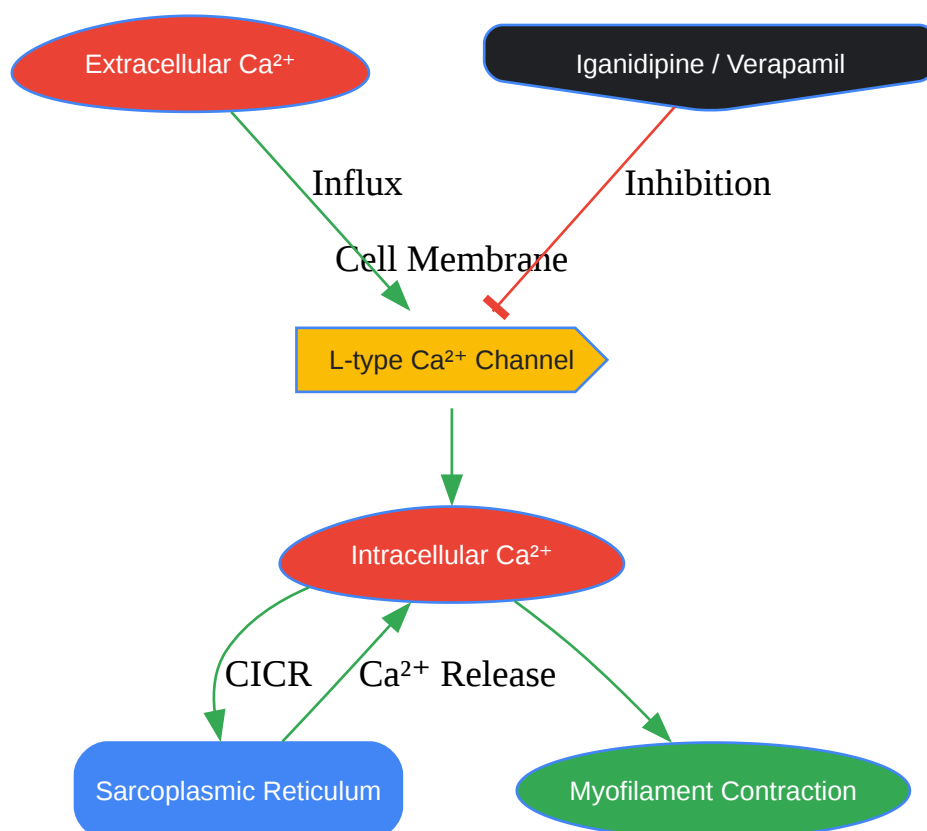 Extracellular Ca²⁺
Iganidipine / Verapamil
Influx
Inhibition
Cell Membrane
L-type Ca²⁺ Channel
Intracellular Ca²⁺
CICR
Ca²⁺ Release
Sarcoplasmic Reticulum
Myofilament Contraction